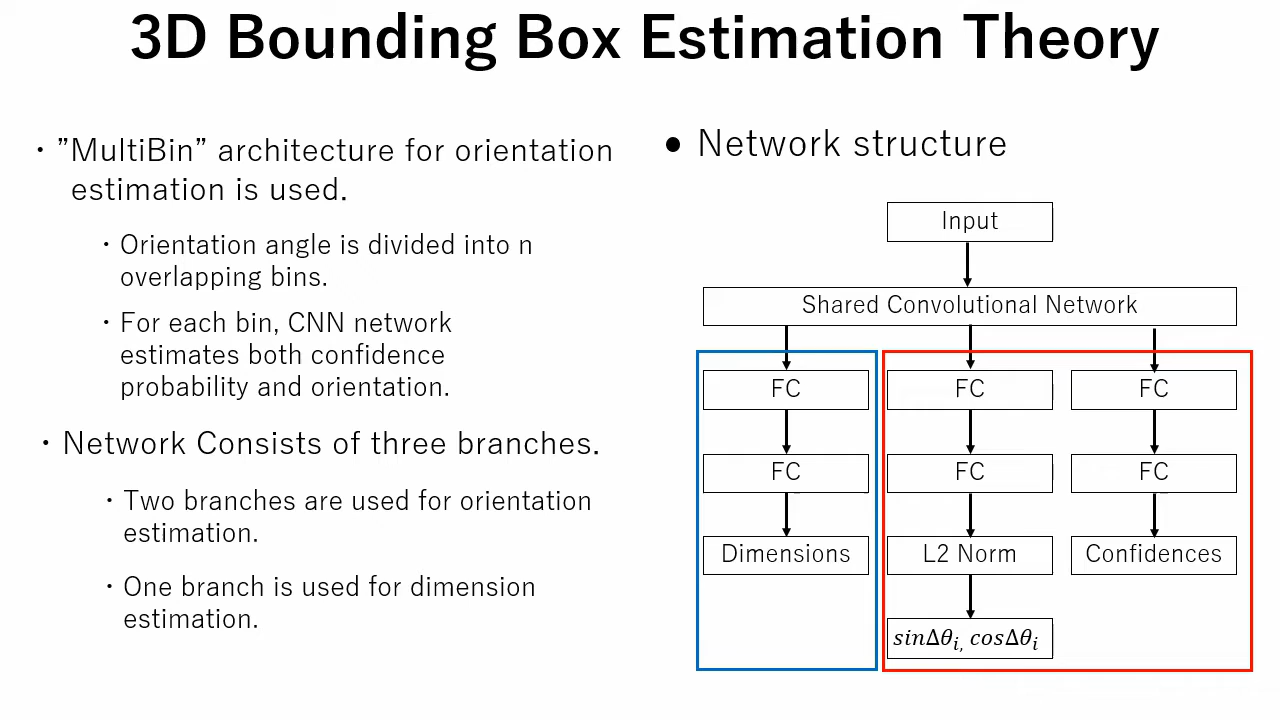 3D Bounding Box Estimation Theory
・”MultiBin” architecture for orientation
estimation is used.
・Orientation angle is divided into n
overlapping bins.
・For each bin, CNN network
estimates both confidence
probability and orientation.
・Network Consists of three branches.
・Two branches are used for orientation
estimation.
・One branch is used for dimension
estimation.
● Network structure
Input
Shared Convolutional Network
FC FC FC
FC FC FC
Dimensions L2 Norm Confidences
sinΔθi, cosΔθi